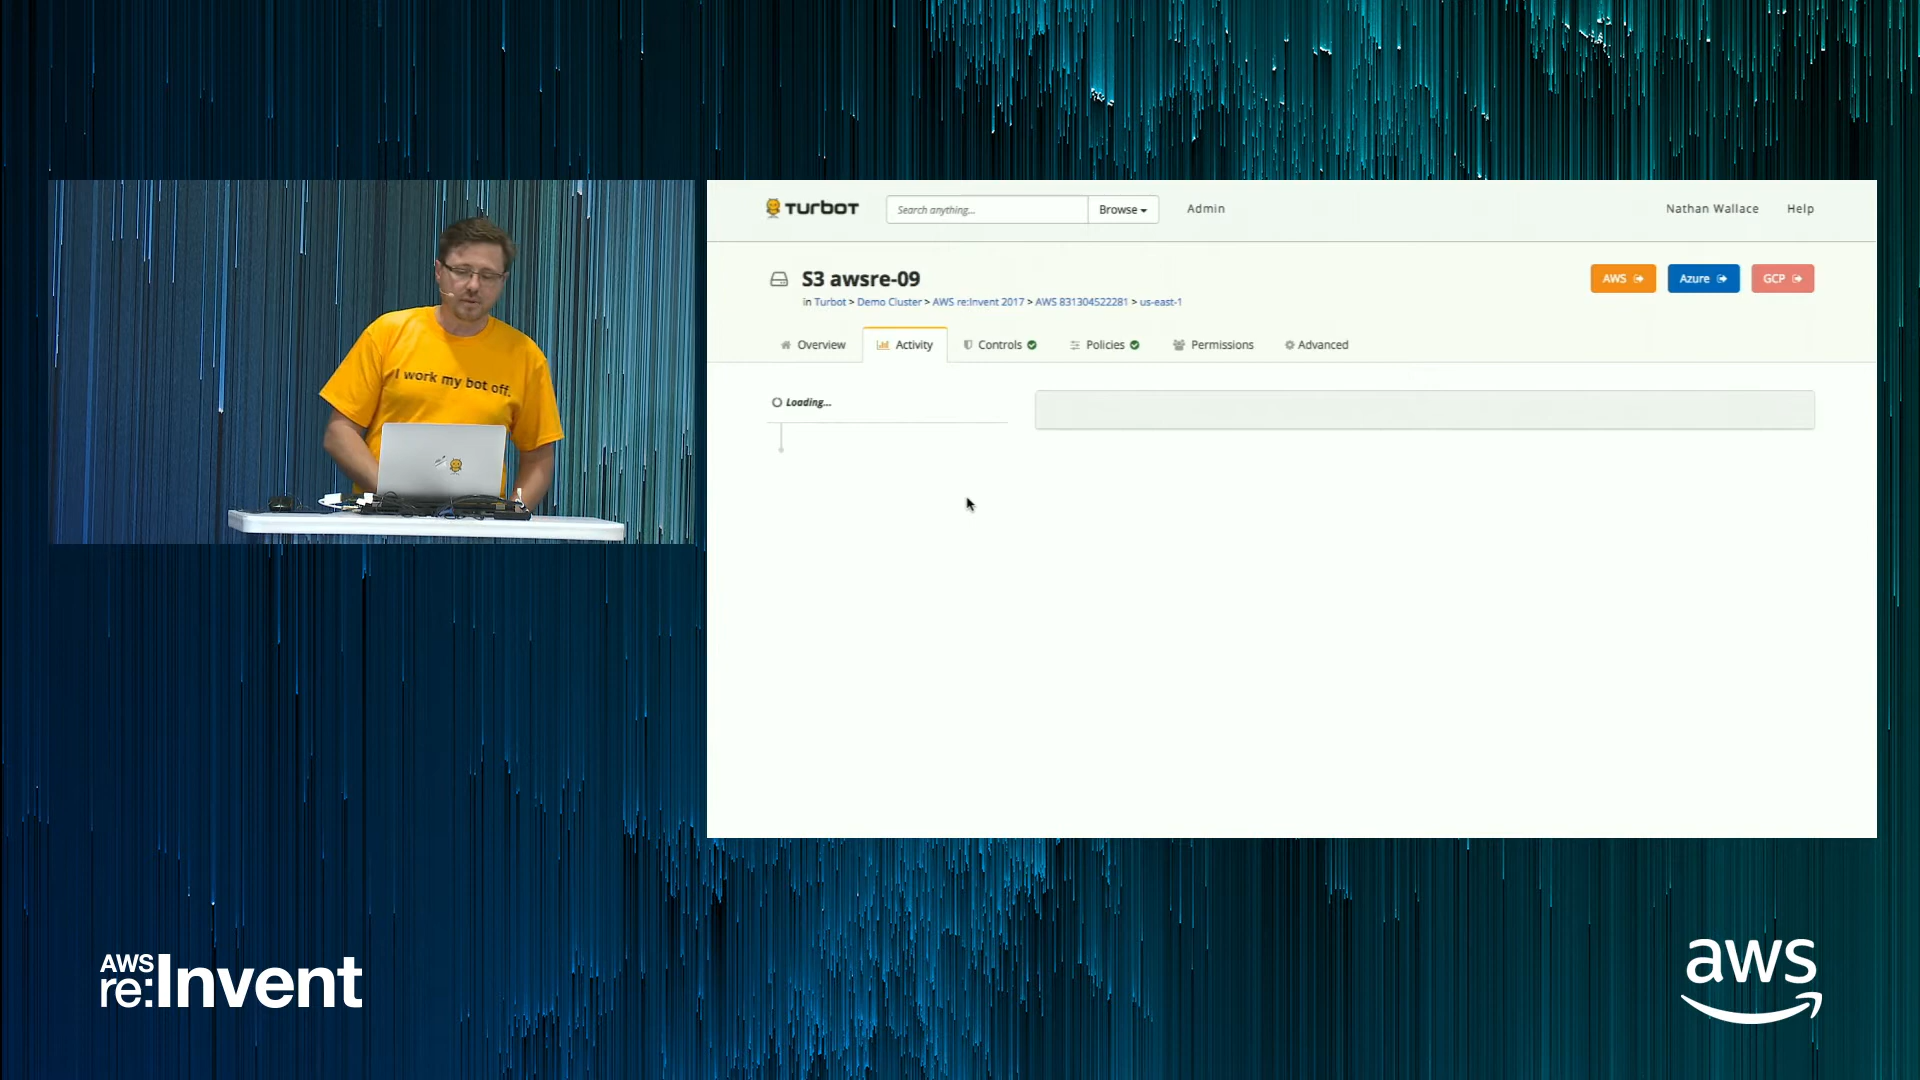 TURBOT
Search anything...
Browse
Admin
Nathan Wallace
Help
S3 awsre-09
in Turbot > Demo Cluster > AWS re:Invent 2017 > AWS 831304522281 > us-east-1
AWS
Azure
GCP
Overview
Activity
Controls
Policies
Permissions
Advanced
Loading...
I work my bot off.
AWS
re:Invent
aws